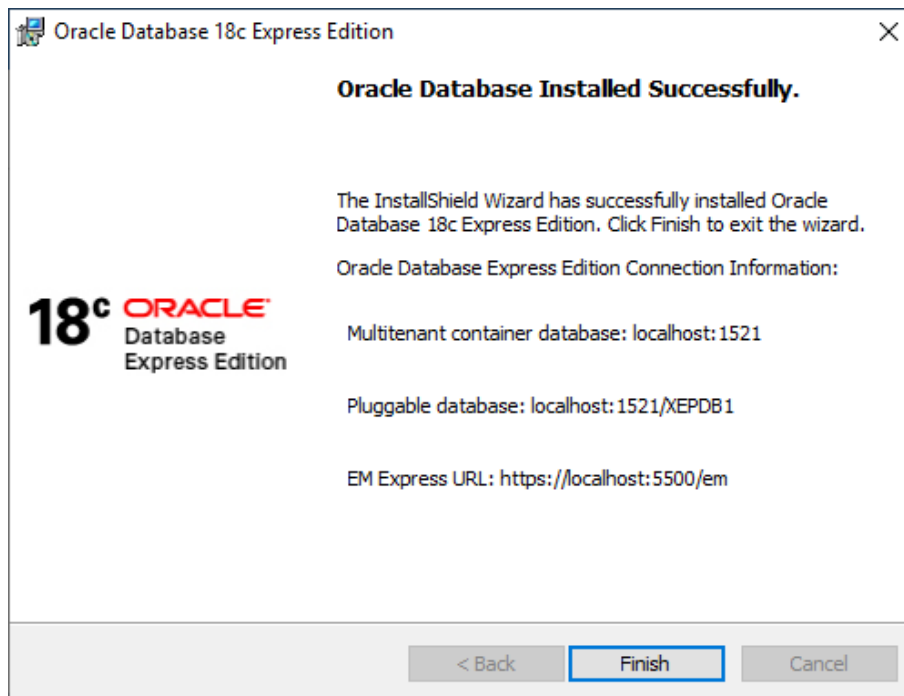 Oracle Database 18c Express Edition
Oracle Database Installed Successfully.
The InstallShield Wizard has successfully installed Oracle
Database 18c Express Edition. Click Finish to exit the wizard.
Oracle Database Express Edition Connection Information:
18c ORACLE
Database
Express Edition
Multitenant container database: localhost:1521
Pluggable database: localhost:1521/XEPDB1
EM Express URL: https://localhost:5500/em
< Back
Finish
Cancel